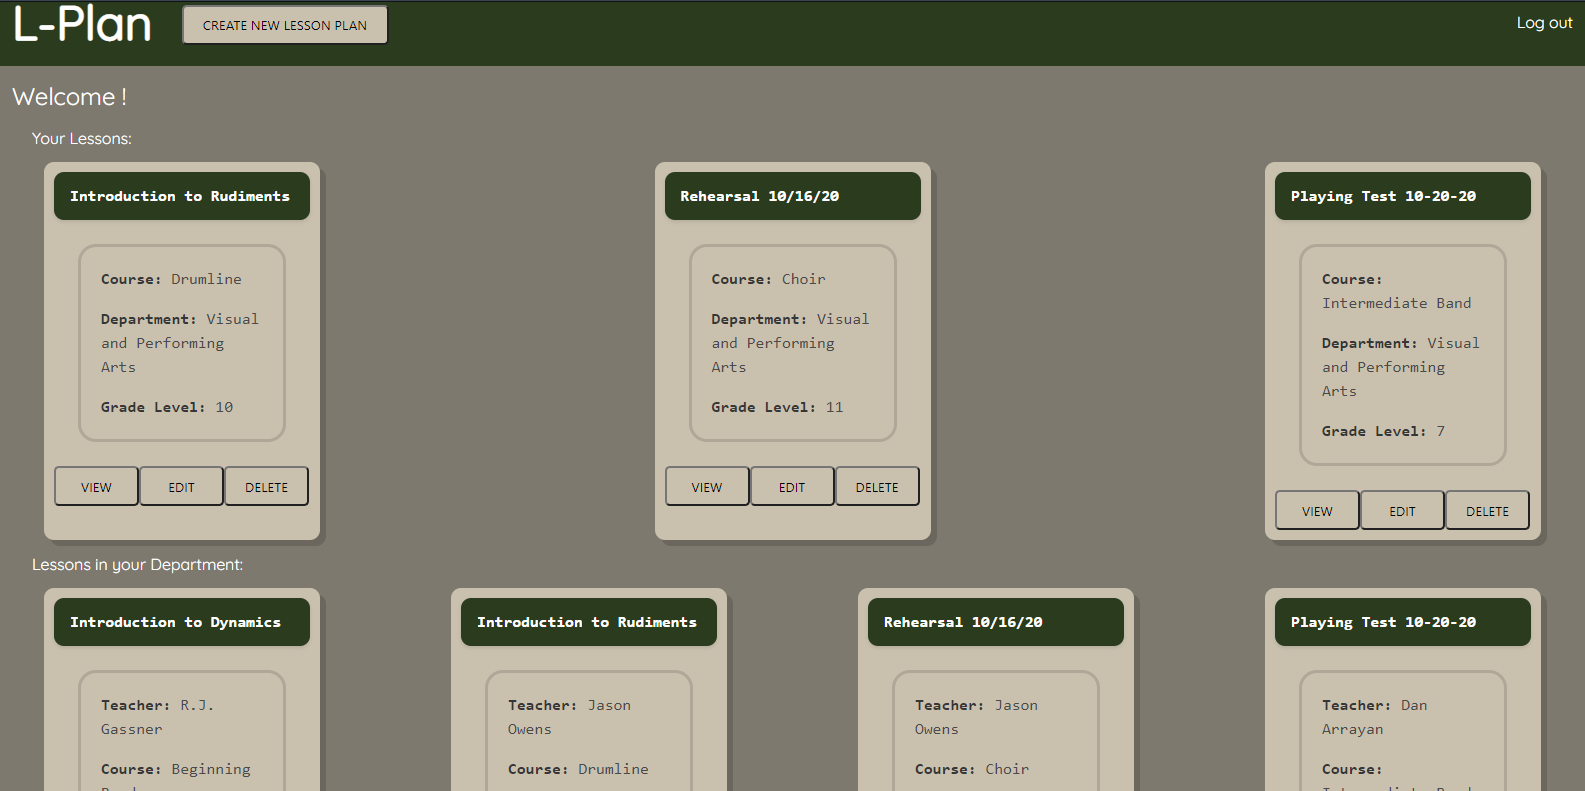 L-Plan
CREATE NEW LESSON PLAN
Log out
Welcome !
Your Lessons:
Introduction to Rudiments
Course: Drumline
Department: Visual
and Performing
Arts
Grade Level: 10
VIEW
EDIT
DELETE
Rehearsal 10/16/20
Course: Choir
Department: Visual
and Performing
Arts
Grade Level: 11
VIEW
EDIT
DELETE
Playing Test 10-20-20
Course:
Intermediate Band
Department: Visual
and Performing
Arts
Grade Level: 7
VIEW
EDIT
DELETE
Lessons in your Department:
Introduction to Dynamics
Teacher: R.J.
Gassner
Course: Beginning
Introduction to Rudiments
Teacher: Jason
Owens
Course: Drumline
Rehearsal 10/16/20
Teacher: Jason
Owens
Course: Choir
Playing Test 10-20-20
Teacher: Dan
Arrayan
Course: